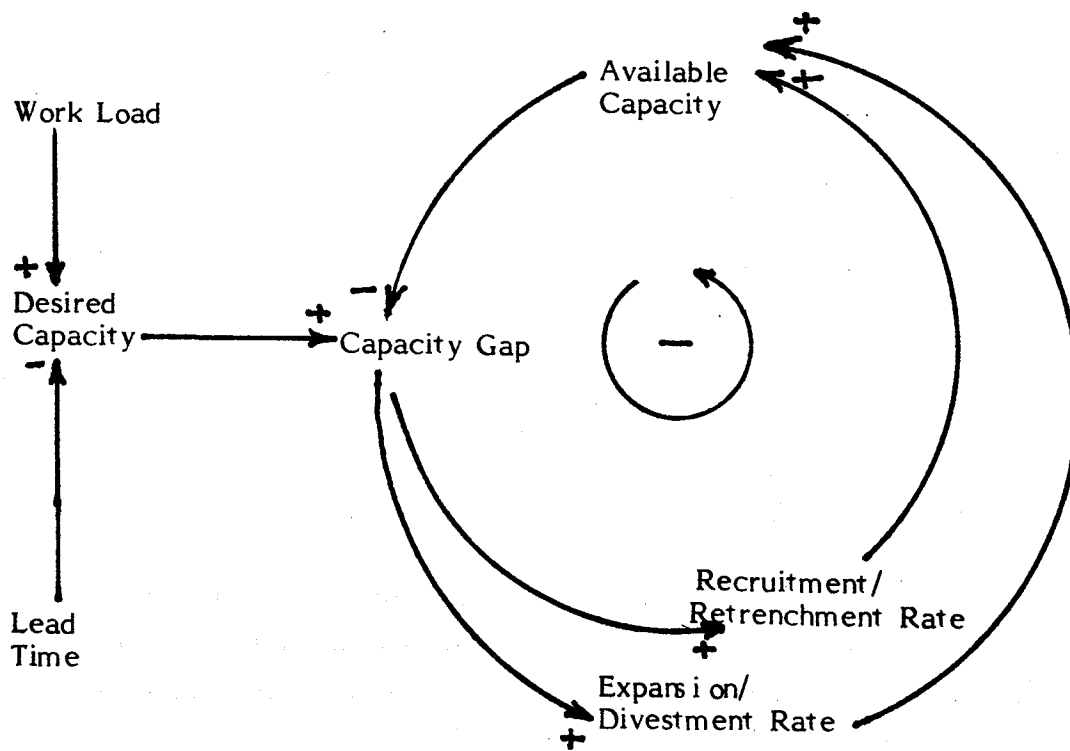 Available
Capacity
Work Load
Desired
Capacity
Capacity Gap
Recruitment/
Retrenchment Rate
Lead
Time
Expansion/
Divestment Rate
+
+
+
-
+
-
-
+
+